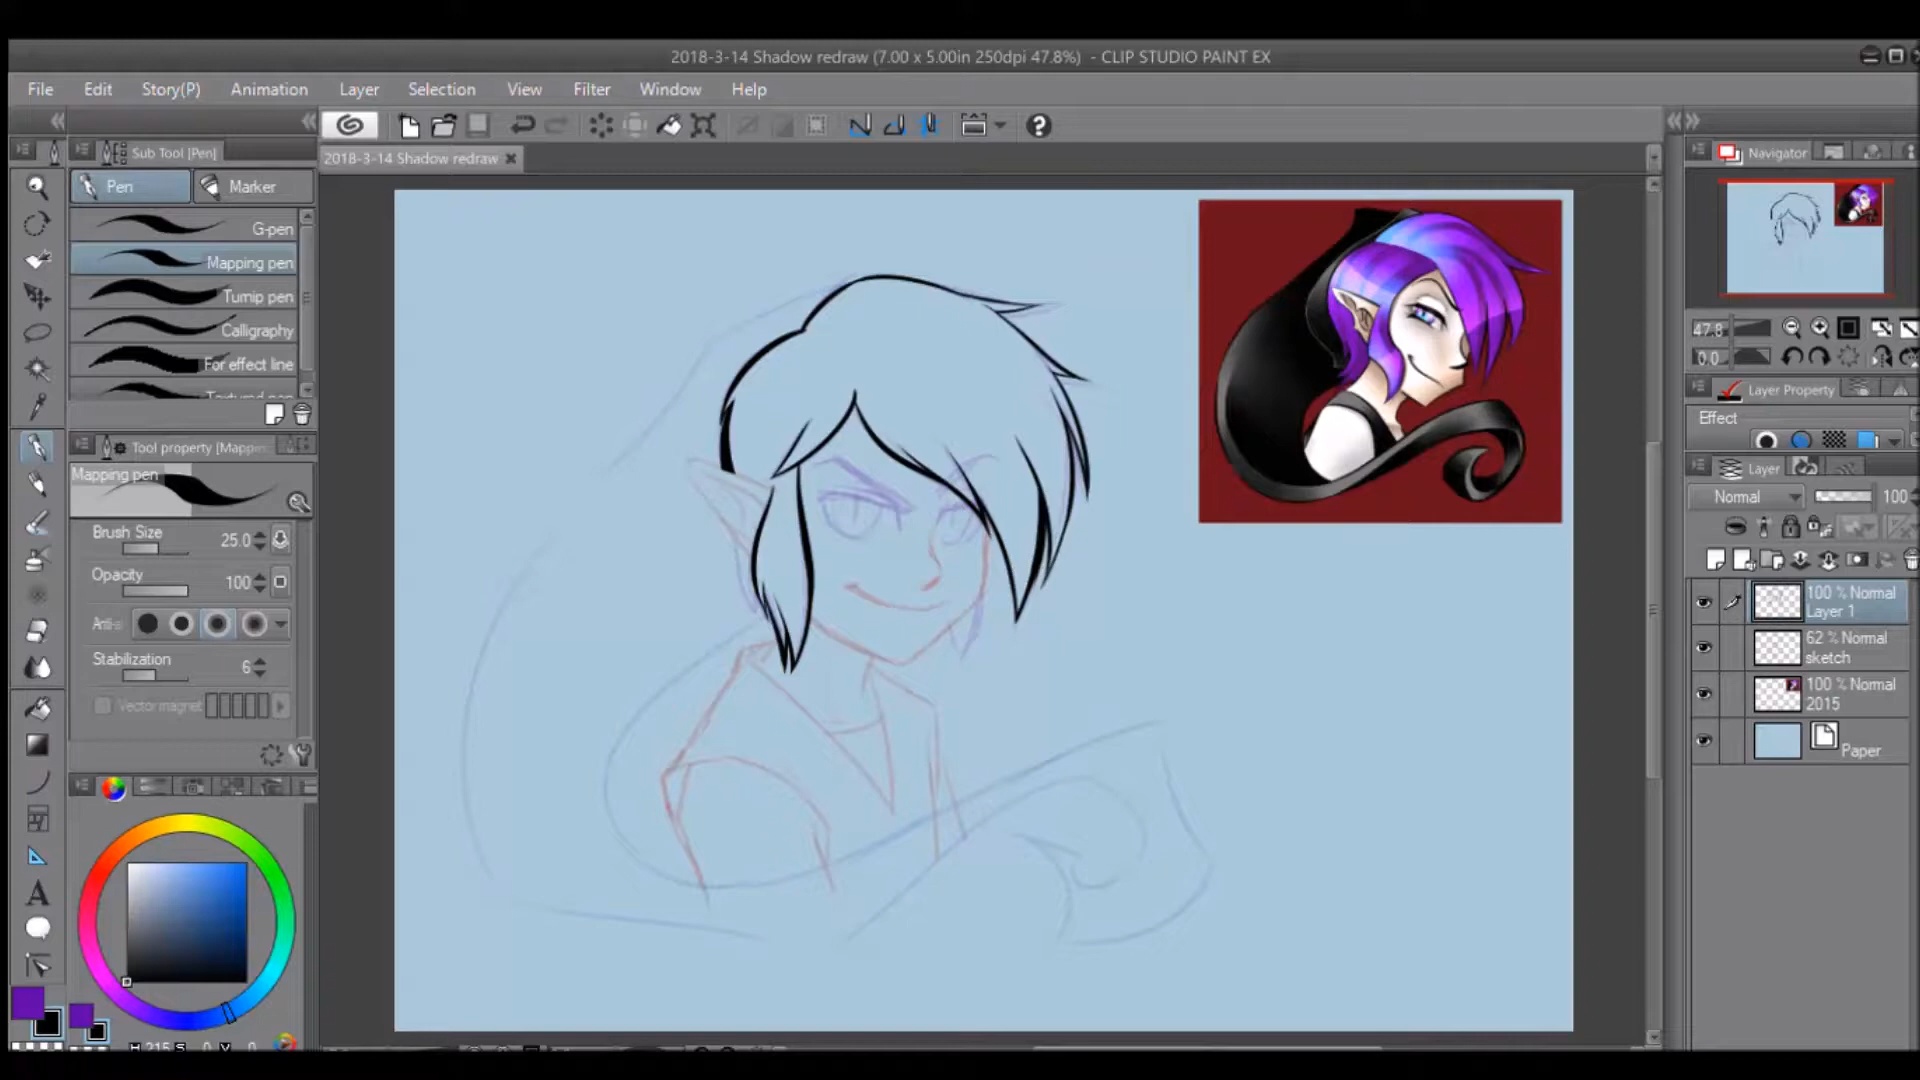 2018-3-14 Shadow redraw (7.00 x 5.00in 250dpi 47.8%) - CLIP STUDIO PAINT EX
File Edit Story(P) Animation Layer Selection View Filter Window Help
2018-3-14 Shadow redraw
Sub Tool [Pen]
Pen Marker
G-pen
Mapping pen
Turnip pen
Calligraphy
For effect line
Textured pen
Tool property [Mapping
Mapping pen
Brush Size 25.0
Opacity 100
Anti-
Stabilization 6
Vector magnet
H 215 S 0 V 0
Navigator
47.8
0.0
Layer Property
Effect
Layer
Normal 100
100 % Normal
Layer 1
62 % Normal
sketch
100 % Normal
2015
Paper